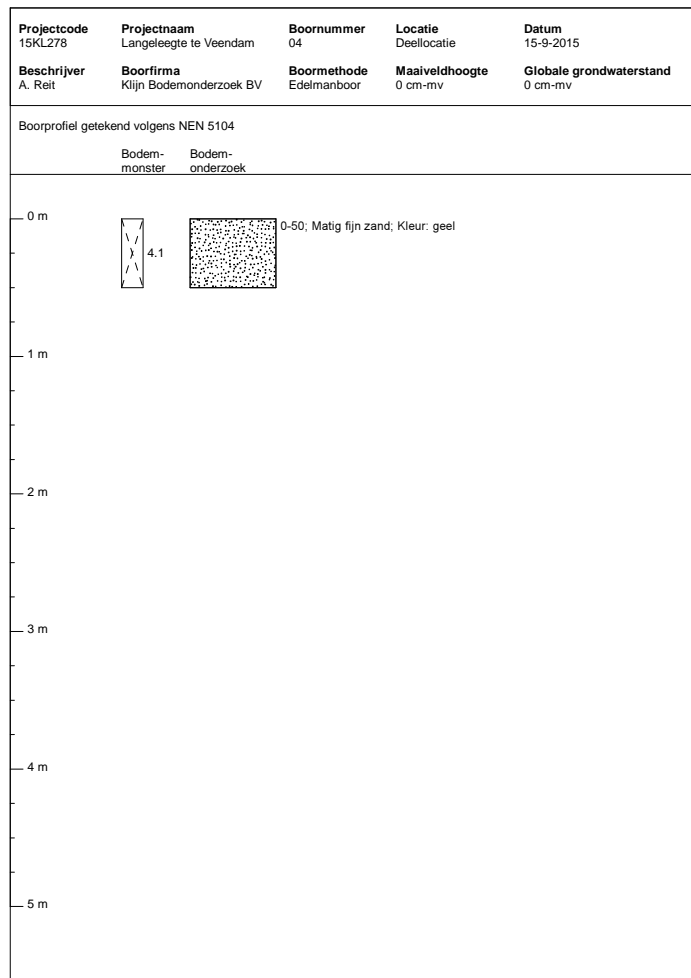 Projectcode Projectnaam Boornummer Locatie Datum
15KL278 Langeleegte te Veendam 04 Deellocatie 15-9-2015
Beschrijver Boorfirma Boormethode Maaiveldhoogte Globale grondwaterstand
A. Reit Klijn Bodemonderzoek BV Edelmanboor 0 cm-mv 0 cm-mv
Boorprofiel getekend volgens NEN 5104
Bodem- Bodem-
monster onderzoek
0 m
0-50; Matig fijn zand; Kleur: geel
4.1
1 m
2 m
3 m
4 m
5 m